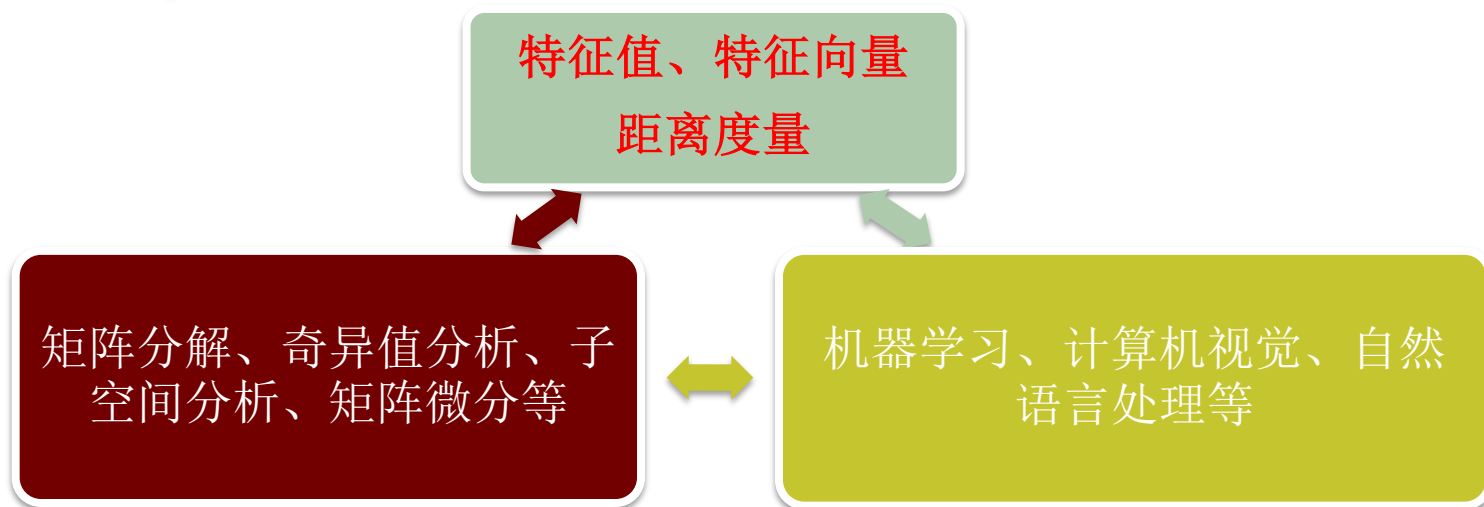 特征值、特征向量
距离度量
矩阵分解、奇异值分析、子
空间分析、矩阵微分等
机器学习、计算机视觉、自然
语言处理等